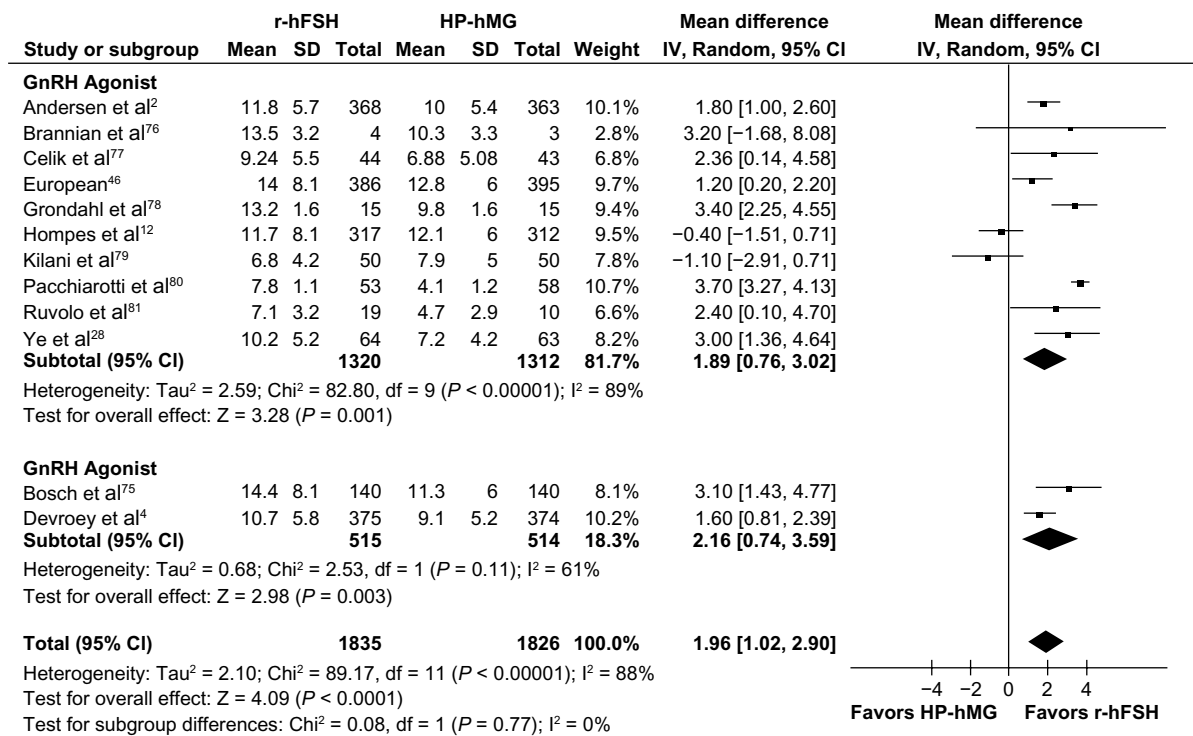 r-hFSH HP-hMG Mean difference Mean difference
Study or subgroup Mean SD Total Mean SD Total Weight IV, Random, 95% CI IV, Random, 95% CI
GnRH Agonist
Andersen et al² 11.8 5.7 368 10 5.4 363 10.1% 1.80 [1.00, 2.60]
Brannian et al⁷⁶ 13.5 3.2 4 10.3 3.3 3 2.8% 3.20 [−1.68, 8.08]
Celik et al⁷⁷ 9.24 5.5 44 6.88 5.08 43 6.8% 2.36 [0.14, 4.58]
European⁴⁶ 14 8.1 386 12.8 6 395 9.7% 1.20 [0.20, 2.20]
Grondahl et al⁷⁸ 13.2 1.6 15 9.8 1.6 15 9.4% 3.40 [2.25, 4.55]
Hompes et al¹² 11.7 8.1 317 12.1 6 312 9.5% −0.40 [−1.51, 0.71]
Kilani et al⁷⁹ 6.8 4.2 50 7.9 5 50 7.8% −1.10 [−2.91, 0.71]
Pacchiarotti et al⁸⁰ 7.8 1.1 53 4.1 1.2 58 10.7% 3.70 [3.27, 4.13]
Ruvolo et al⁸¹ 7.1 3.2 19 4.7 2.9 10 6.6% 2.40 [0.10, 4.70]
Ye et al²⁸ 10.2 5.2 64 7.2 4.2 63 8.2% 3.00 [1.36, 4.64]
Subtotal (95% CI) 1320 1312 81.7% 1.89 [0.76, 3.02]
Heterogeneity: Tau² = 2.59; Chi² = 82.80, df = 9 (P < 0.00001); I² = 89%
Test for overall effect: Z = 3.28 (P = 0.001)
GnRH Agonist
Bosch et al⁷⁵ 14.4 8.1 140 11.3 6 140 8.1% 3.10 [1.43, 4.77]
Devroey et al⁴ 10.7 5.8 375 9.1 5.2 374 10.2% 1.60 [0.81, 2.39]
Subtotal (95% CI) 515 514 18.3% 2.16 [0.74, 3.59]
Heterogeneity: Tau² = 0.68; Chi² = 2.53, df = 1 (P = 0.11); I² = 61%
Test for overall effect: Z = 2.98 (P = 0.003)
Total (95% CI) 1835 1826 100.0% 1.96 [1.02, 2.90]
Heterogeneity: Tau² = 2.10; Chi² = 89.17, df = 11 (P < 0.00001); I² = 88%
Test for overall effect: Z = 4.09 (P < 0.0001)
Test for subgroup differences: Chi² = 0.08, df = 1 (P = 0.77); I² = 0%
−4 −2 0 2 4
Favors HP-hMG Favors r-hFSH